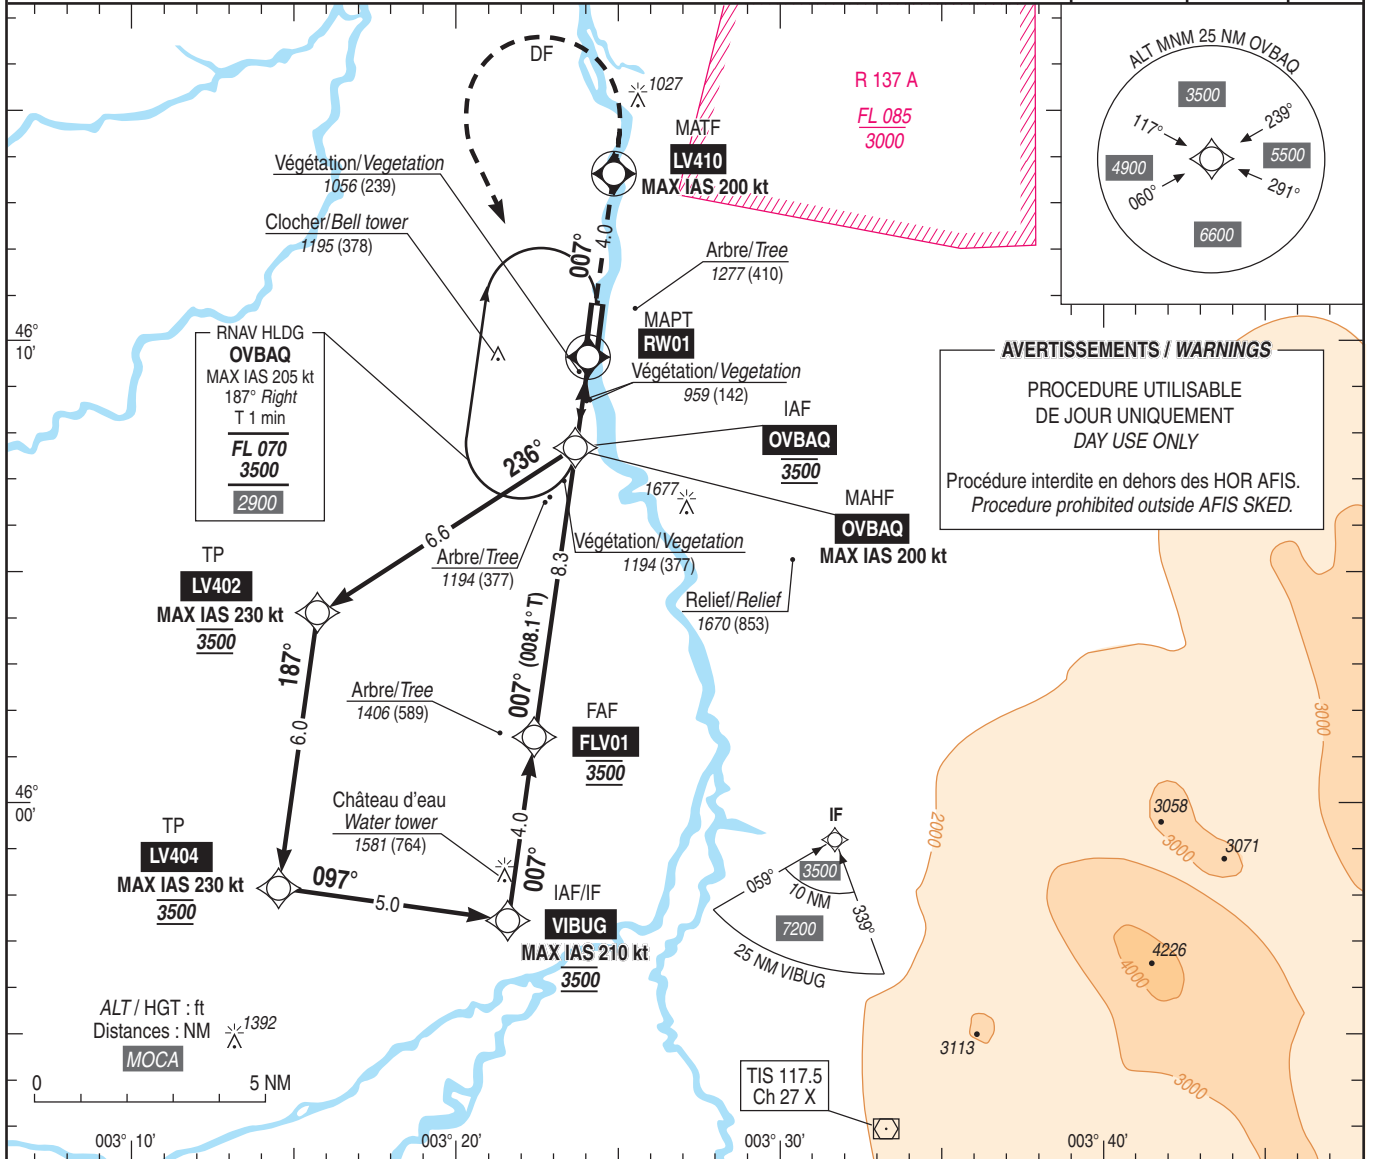 DF
1027
R 137 A
FL 085
3000
ALT MNM 25 NM OVBAQ
3500
117°
239°
4900
5500
060°
291°
6600
MATF
LV410
MAX IAS 200 kt
Végétation/Vegetation
1056 (239)
Clocher/Bell tower
1195 (378)
4.0
007°
Arbre/Tree
1277 (410)
46°
10'
RNAV HLDG
OVBAQ
MAX IAS 205 kt
187° Right
T 1 min
FL 070
3500
2900
MAPT
RW01
Végétation/Vegetation
959 (142)
AVERTISSEMENTS / WARNINGS
PROCEDURE UTILISABLE
DE JOUR UNIQUEMENT
DAY USE ONLY
Procédure interdite en dehors des HOR AFIS.
Procedure prohibited outside AFIS SKED.
IAF
OVBAQ
3500
236°
1677
MAHF
OVBAQ
MAX IAS 200 kt
6.6
Arbre/Tree
1194 (377)
8.3
Végétation/Vegetation
1194 (377)
TP
LV402
MAX IAS 230 kt
3500
Relief/Relief
1670 (853)
187°
007° (008.1° T)
6.0
Arbre/Tree
1406 (589)
FAF
FLV01
3500
3000
46°
00'
Château d'eau
Water tower
1581 (764)
4.0
007°
IF
3500
059°
10 NM
339°
7200
25 NM VIBUG
2000
3058
3000
3071
TP
LV404
MAX IAS 230 kt
3500
097°
5.0
IAF/IF
VIBUG
MAX IAS 210 kt
3500
4226
4000
ALT / HGT : ft
Distances : NM
MOCA
1392
3113
3000
0
5 NM
TIS 117.5
Ch 27 X
003° 10'
003° 20'
003° 30'
003° 40'